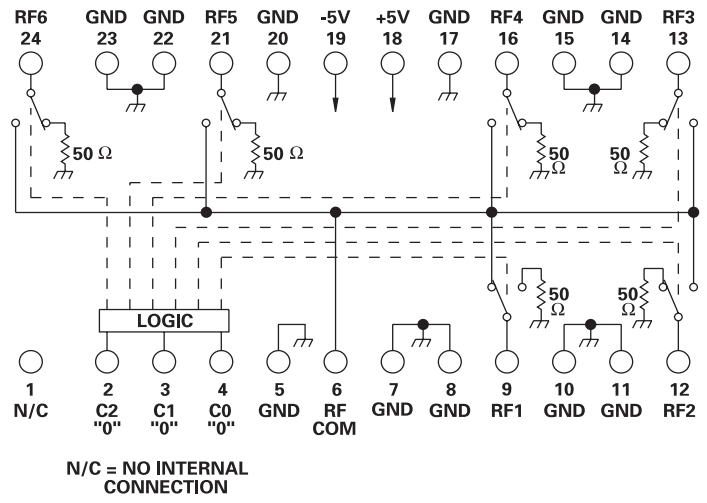 RF6 GND GND RF5 GND -5V +5V GND RF4 GND GND RF3
24 23 22 21 20 19 18 17 16 15 14 13
50 Ω 50 Ω 50 Ω 50 Ω
50 Ω 50 Ω
LOGIC
1 2 3 4 5 6 7 8 9 10 11 12
N/C C2 C1 C0 GND RF GND GND RF1 GND GND RF2
"0" "0" "0" COM
N/C = NO INTERNAL
CONNECTION